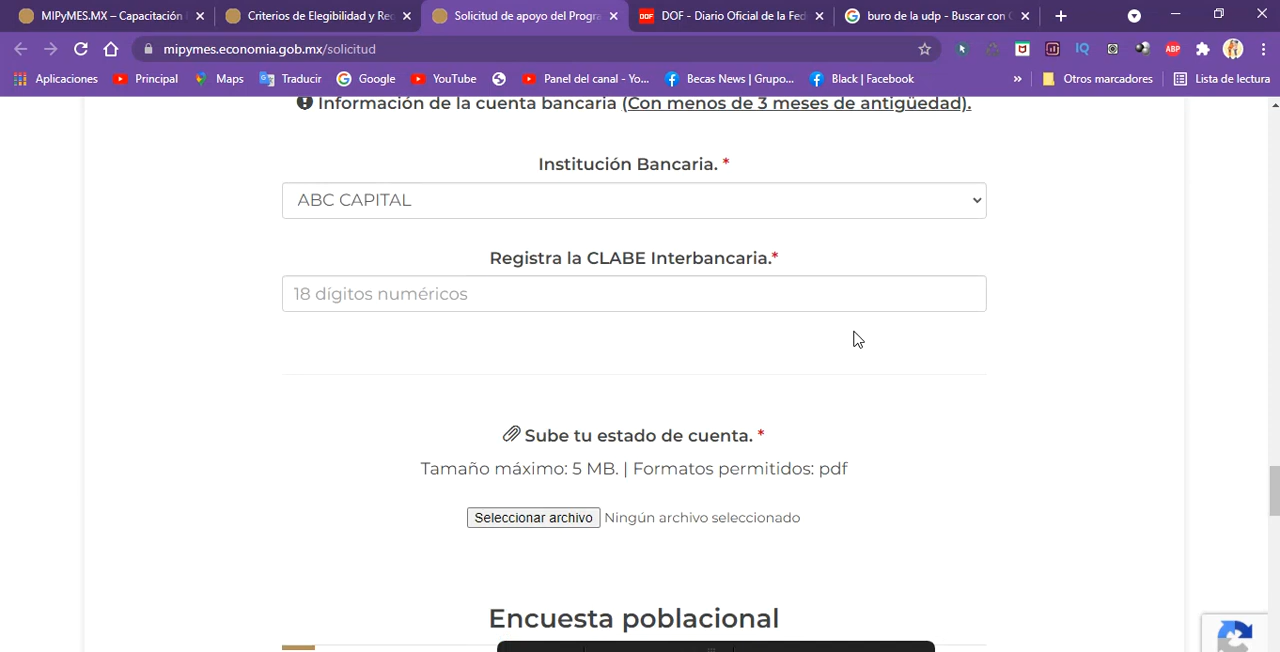 MIPyMES.MX – Capacitación
Criterios de Elegibilidad y Rec
Solicitud de apoyo del Progra
DOF - Diario Oficial de la Fed
buro de la udp - Buscar con G
mipymes.economia.gob.mx/solicitud
Aplicaciones
Principal
Maps
Traducir
Google
YouTube
Panel del canal - Yo...
Becas News | Grupo...
Black | Facebook
»
Otros marcadores
Lista de lectura
Información de la cuenta bancaria (Con menos de 3 meses de antigüedad).
Institución Bancaria. *
ABC CAPITAL
Registra la CLABE Interbancaria.*
18 dígitos numéricos
Sube tu estado de cuenta. *
Tamaño máximo: 5 MB. | Formatos permitidos: pdf
Seleccionar archivo Ningún archivo seleccionado
Encuesta poblacional